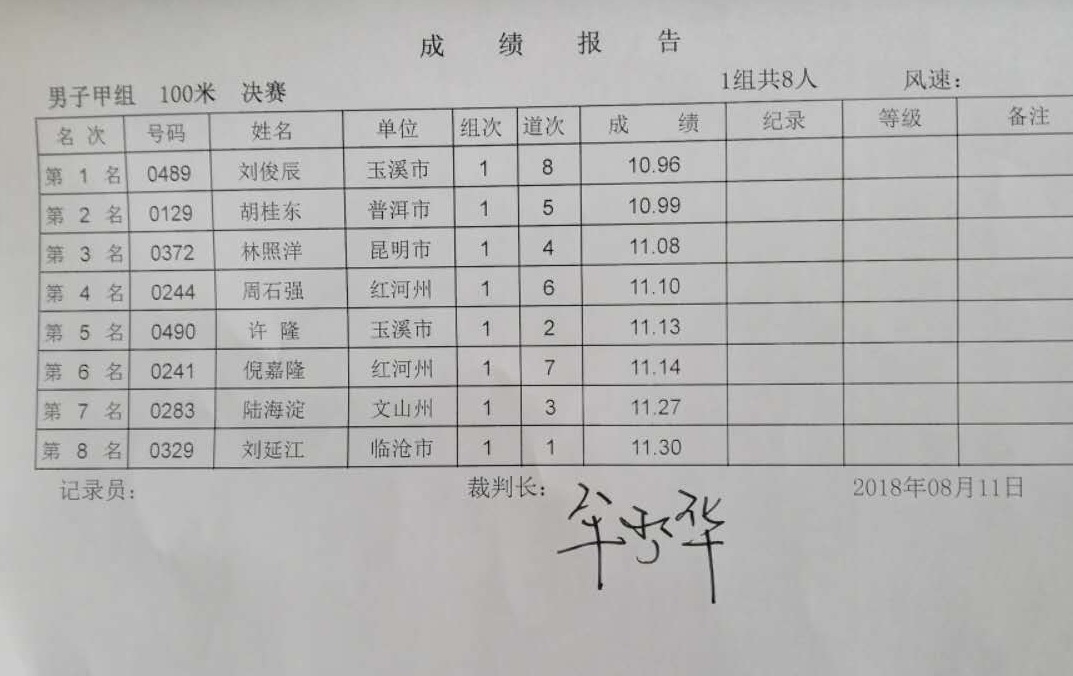 成 绩 报 告
男子甲组 100米 决赛 1组共8人 风速:
名 次 号码 姓名 单位 组次 道次 成 绩 纪录 等级 备注
第 1 名 0489 刘俊辰 玉溪市 1 8 10.96
第 2 名 0129 胡桂东 普洱市 1 5 10.99
第 3 名 0372 林照洋 昆明市 1 4 11.08
第 4 名 0244 周石强 红河州 1 6 11.10
第 5 名 0490 许 隆 玉溪市 1 2 11.13
第 6 名 0241 倪嘉隆 红河州 1 7 11.14
第 7 名 0283 陆海淀 文山州 1 3 11.27
第 8 名 0329 刘延江 临沧市 1 1 11.30
记录员: 裁判长: 2018年08月11日